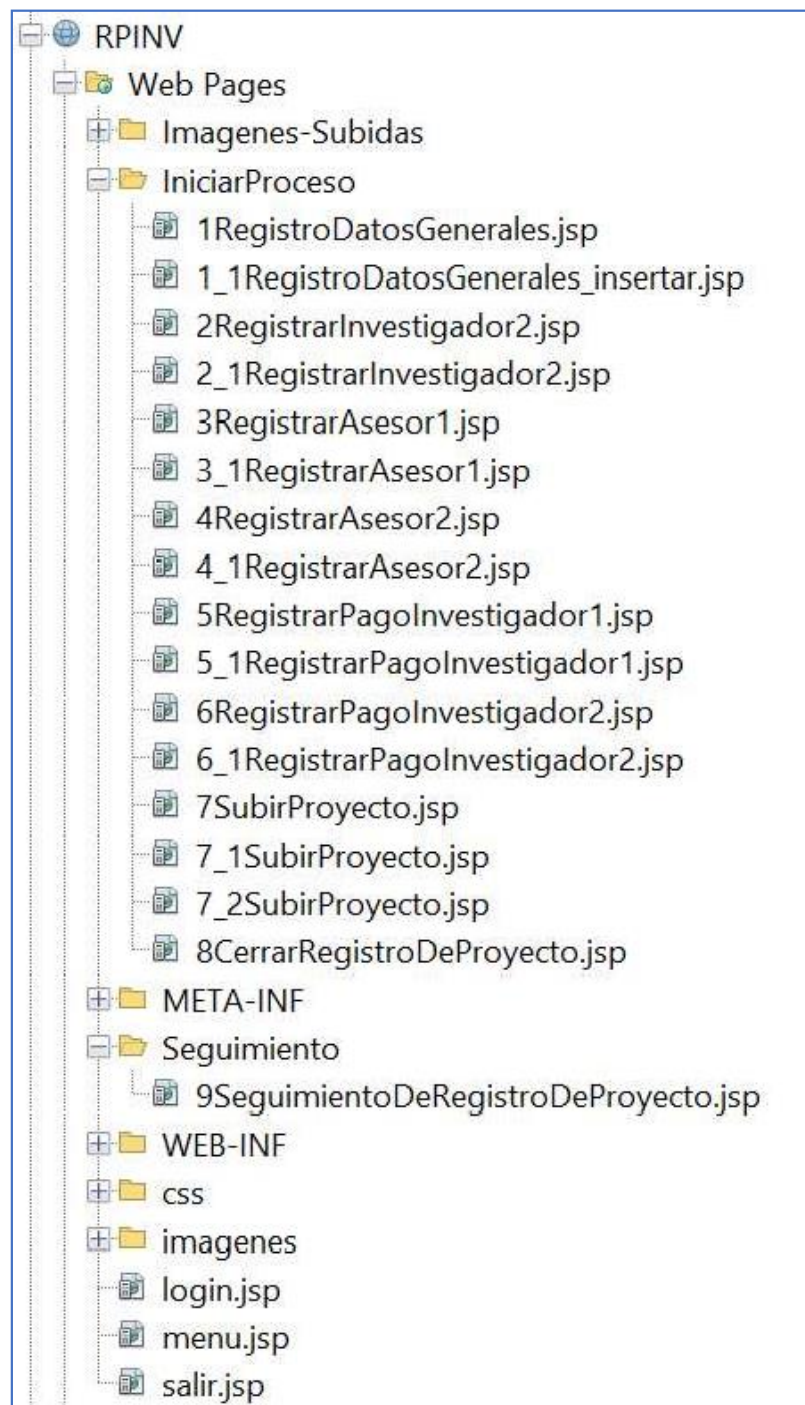 RPINV
Web Pages
Imagenes-Subidas
IniciarProceso
1RegistroDatosGenerales.jsp
1_1RegistroDatosGenerales_insertar.jsp
2RegistrarInvestigador2.jsp
2_1RegistrarInvestigador2.jsp
3RegistrarAsesor1.jsp
3_1RegistrarAsesor1.jsp
4RegistrarAsesor2.jsp
4_1RegistrarAsesor2.jsp
5RegistrarPagoInvestigador1.jsp
5_1RegistrarPagoInvestigador1.jsp
6RegistrarPagoInvestigador2.jsp
6_1RegistrarPagoInvestigador2.jsp
7SubirProyecto.jsp
7_1SubirProyecto.jsp
7_2SubirProyecto.jsp
8CerrarRegistroDeProyecto.jsp
META-INF
Seguimiento
9SeguimientoDeRegistroDeProyecto.jsp
WEB-INF
css
imagenes
login.jsp
menu.jsp
salir.jsp